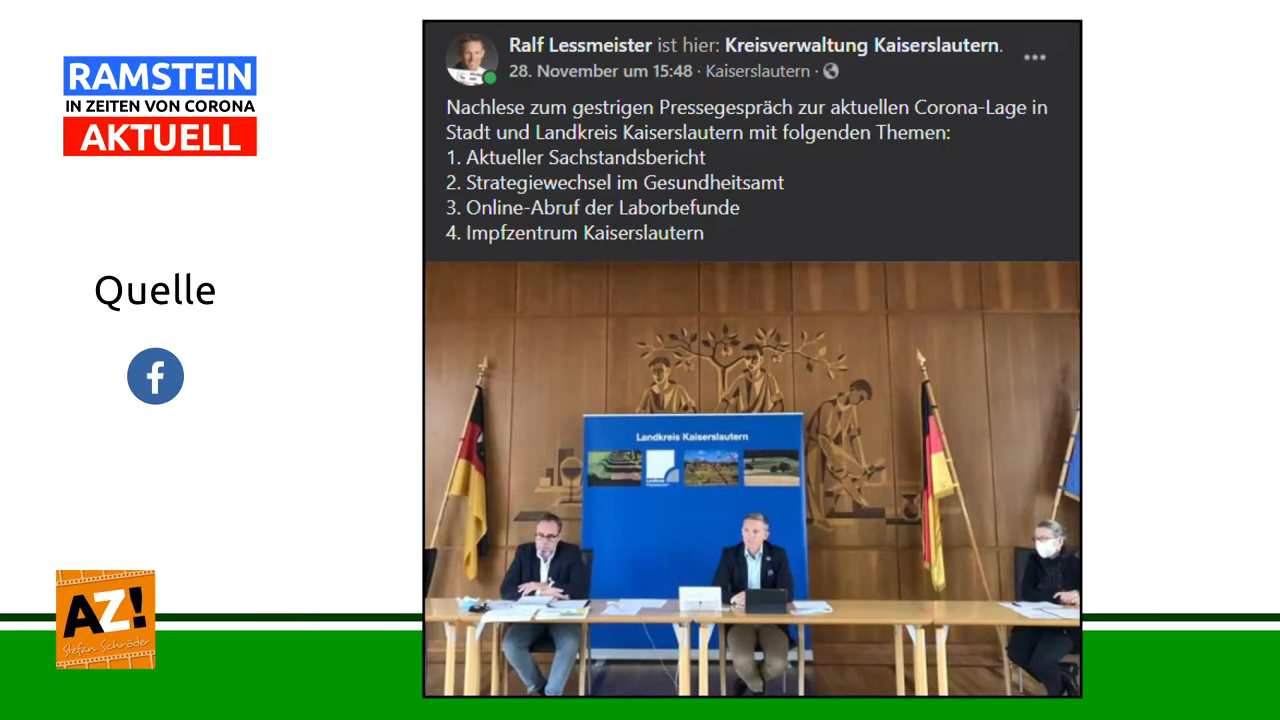 RAMSTEIN
IN ZEITEN VON CORONA
AKTUELL
Quelle
AZ!
Stefan Schröder
Ralf Lessmeister ist hier: Kreisverwaltung Kaiserslautern.
28. November um 15:48 · Kaiserslautern ·
Nachlese zum gestrigen Pressegespräch zur aktuellen Corona-Lage in
Stadt und Landkreis Kaiserslautern mit folgenden Themen:
1. Aktueller Sachstandsbericht
2. Strategiewechsel im Gesundheitsamt
3. Online-Abruf der Laborbefunde
4. Impfzentrum Kaiserslautern
Landkreis Kaiserslautern